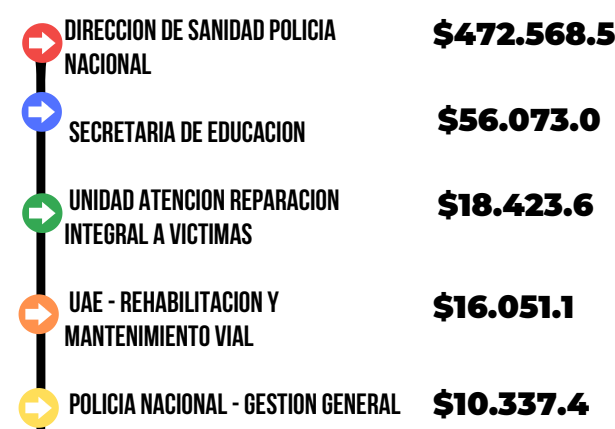 DIRECCION DE SANIDAD POLICIA
NACIONAL
$472.568.5
SECRETARIA DE EDUCACION
$56.073.0
UNIDAD ATENCION REPARACION
INTEGRAL A VICTIMAS
$18.423.6
UAE - REHABILITACION Y
MANTENIMIENTO VIAL
$16.051.1
POLICIA NACIONAL - GESTION GENERAL
$10.337.4